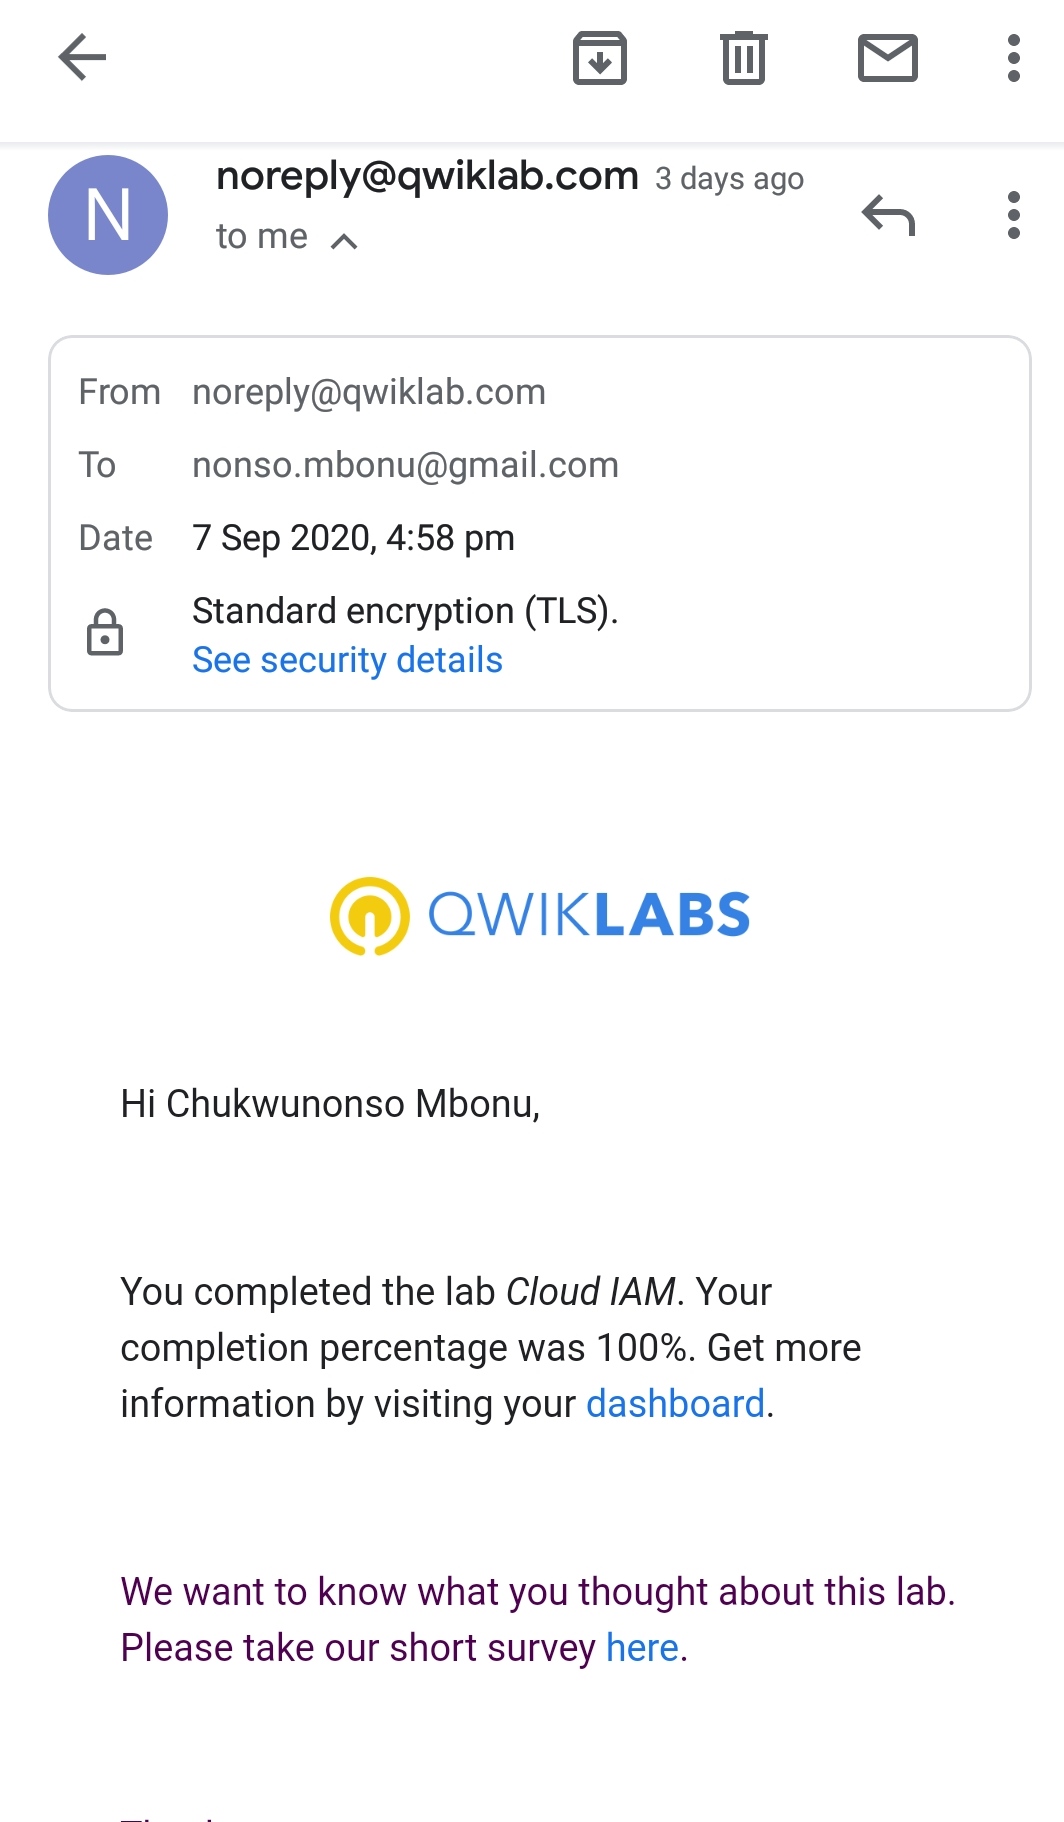 noreply@qwiklab.com 3 days ago
to me
N
From noreply@qwiklab.com
To nonso.mbonu@gmail.com
Date 7 Sep 2020, 4:58 pm
Standard encryption (TLS).
See security details
QWIKLABS
Hi Chukwunonso Mbonu,
You completed the lab Cloud IAM. Your
completion percentage was 100%. Get more
information by visiting your dashboard.
We want to know what you thought about this lab.
Please take our short survey here.